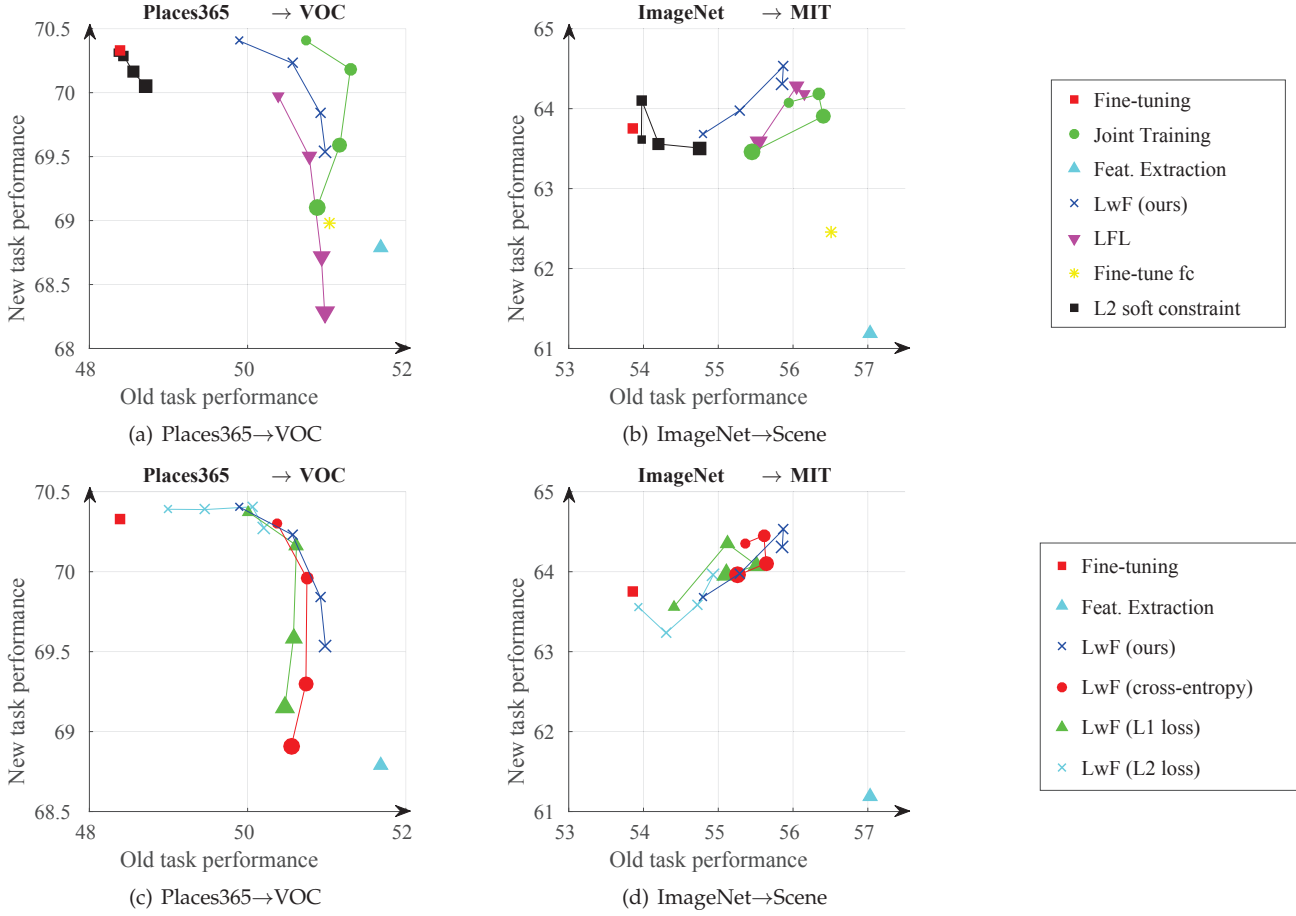 Places365 → VOC
70.5
70
69.5
69
68.5
68
48
50
52
New task performance
Old task performance
(a) Places365→VOC
ImageNet → MIT
65
64
63
62
61
53
54
55
56
57
New task performance
Old task performance
(b) ImageNet→Scene
Fine-tuning
Joint Training
Feat. Extraction
LwF (ours)
LFL
Fine-tune fc
L2 soft constraint
Places365 → VOC
70.5
70
69.5
69
68.5
48
50
52
New task performance
Old task performance
(c) Places365→VOC
ImageNet → MIT
65
64
63
62
61
53
54
55
56
57
New task performance
Old task performance
(d) ImageNet→Scene
Fine-tuning
Feat. Extraction
LwF (ours)
LwF (cross-entropy)
LwF (L1 loss)
LwF (L2 loss)